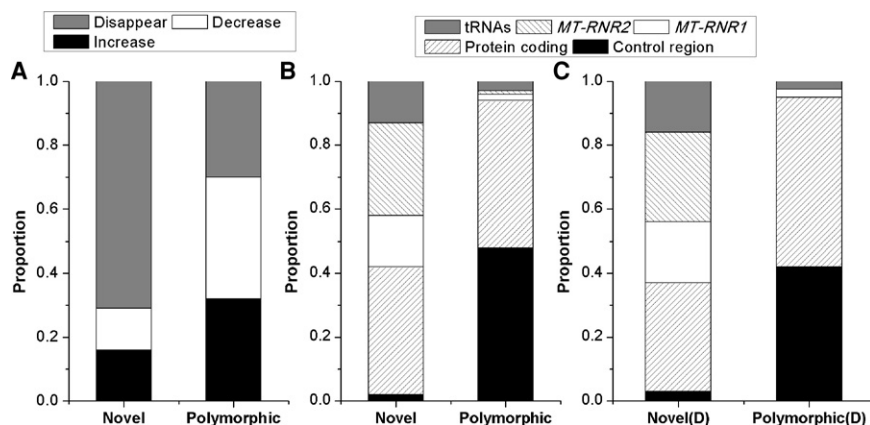 Disappear Decrease
Increase
tRNAs MT-RNR2 MT-RNR1
Protein coding Control region
A
Proportion
1.0
0.8
0.6
0.4
0.2
0.0
Novel Polymorphic
B
Proportion
1.0
0.8
0.6
0.4
0.2
0.0
Novel Polymorphic
C
Proportion
1.0
0.8
0.6
0.4
0.2
0.0
Novel(D) Polymorphic(D)